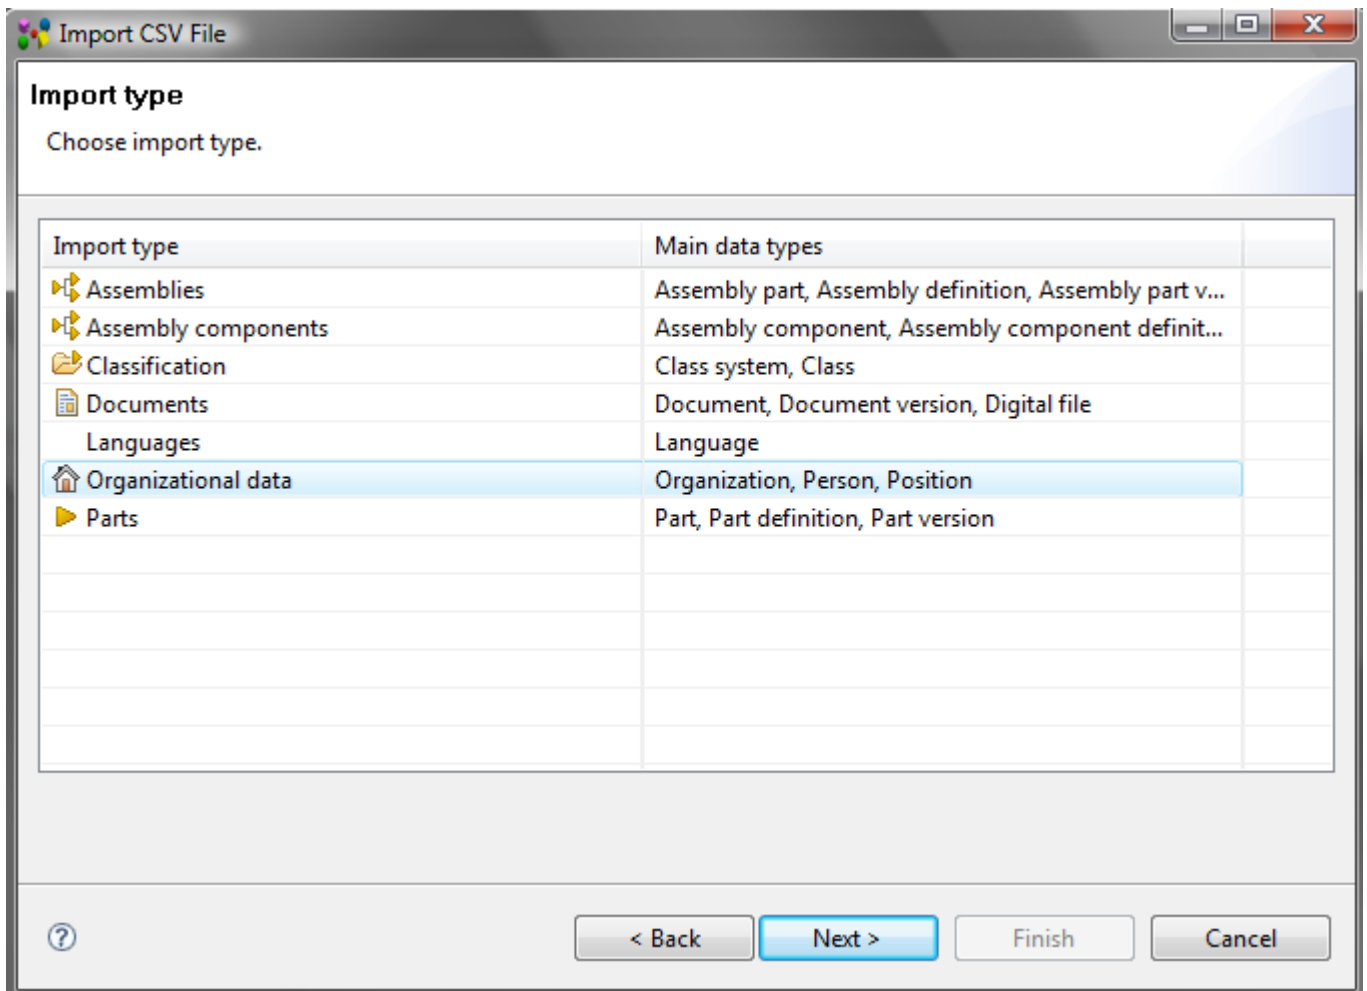 Import CSV File
Import type
Choose import type.
Import type Main data types
Assemblies Assembly part, Assembly definition, Assembly part v...
Assembly components Assembly component, Assembly component definit...
Classification Class system, Class
Documents Document, Document version, Digital file
Languages Language
Organizational data Organization, Person, Position
Parts Part, Part definition, Part version
? < Back Next > Finish Cancel